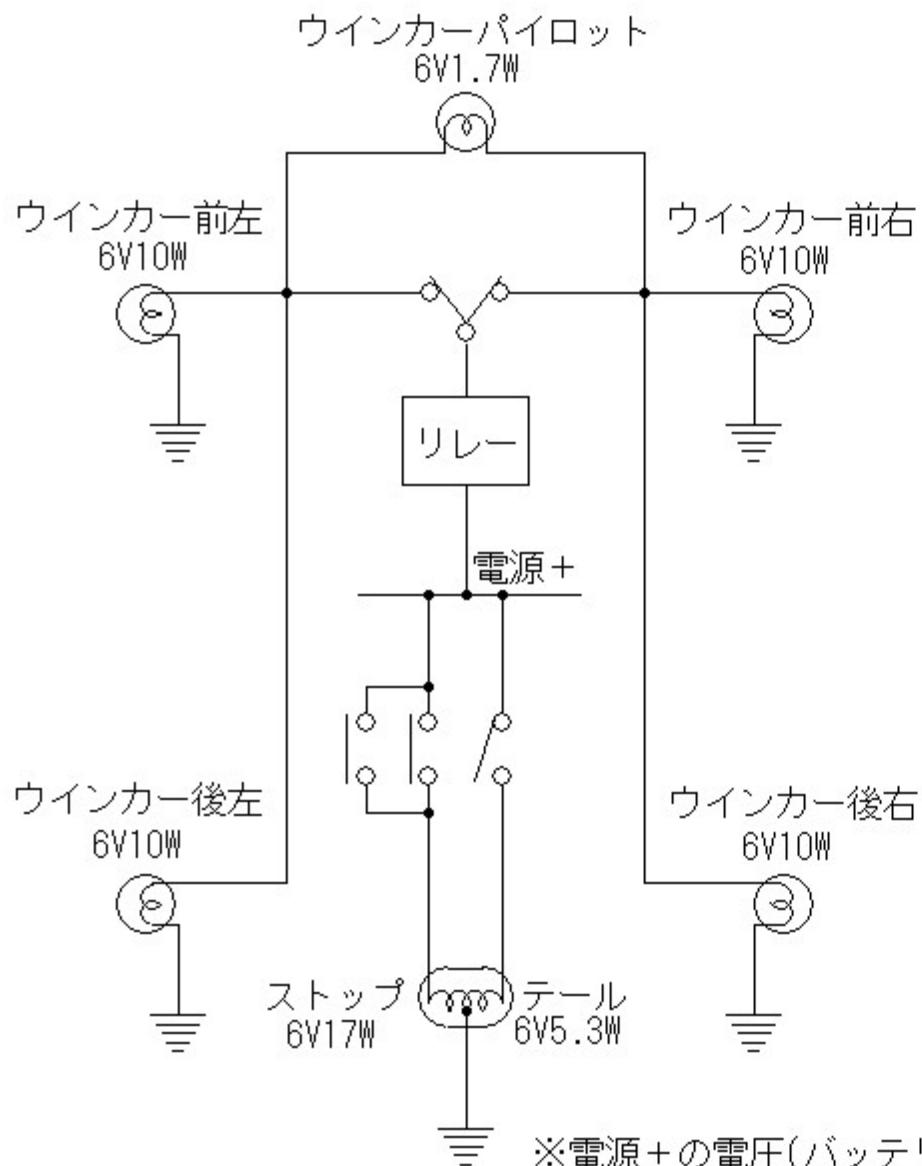 ウインカーパイロット
6V1.7W
ウインカー前左
6V10W
ウインカー前右
6V10W
リレー
電源+
ウインカー後左
6V10W
ウインカー後右
6V10W
ストップ
6V17W
テール
6V5.3W
※電源+の電圧(バッテリ